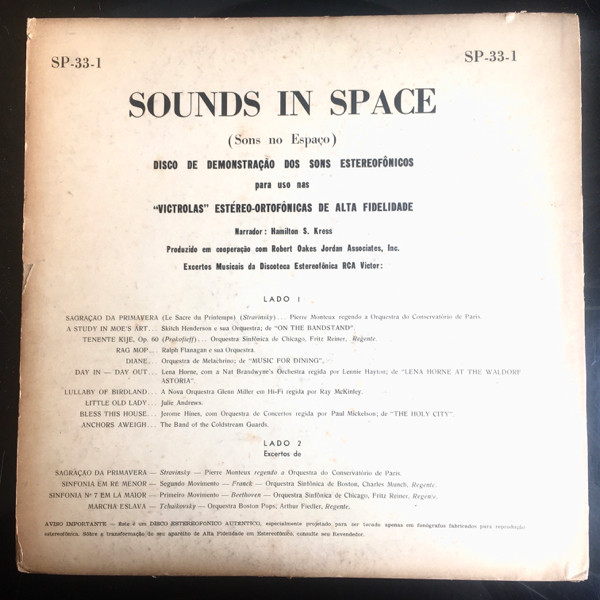 SP-33-1 SP-33-1
SOUNDS IN SPACE
(Sons no Espaço)
DISCO DE DEMONSTRAÇÃO DOS SONS ESTEREOFÔNICOS
para uso nas
"VICTROLAS" ESTÉREO-ORTOFÔNICAS DE ALTA FIDELIDADE
Narrador: Hamilton S. Kress
Produzido em cooperação com Robert Oakes Jordan Associates, Inc.
Excertos Musicais da Discoteca Estereofônica RCA Victor:
LADO 1
SAGRAÇÃO DA PRIMAVERA (Le Sacre du Printemps) (Stravinsky)... Pierre Monteux regendo a Orquestra do Conservatório de Paris.
A STUDY IN MOE'S ART... Skitch Henderson e sua Orquestra; de "ON THE BANDSTAND".
TENENTE KIJE, Op. 60 (Prokofieff)... Orquestra Sinfônica de Chicago, Fritz Reiner, Regente.
RAG MOP... Ralph Flanagan e sua Orquestra.
DIANE... Orquestra de Melachrino; de "MUSIC FOR DINING".
DAY IN — DAY OUT... Lena Horne, com a Nat Brandwyne's Orchestra regida por Lennie Hayton; de "LENA HORNE AT THE WALDORF
ASTORIA".
LULLABY OF BIRDLAND... A Nova Orquestra Glenn Miller em Hi-Fi regida por Ray McKinley.
LITTLE OLD LADY... Julie Andrews.
BLESS THIS HOUSE... Jerome Hines, com Orquestra de Concertos regida por Paul Mickelson; de "THE HOLY CITY".
ANCHORS AWEIGH... The Band of the Coldstream Guards.
LADO 2
Excertos de
SAGRAÇÃO DA PRIMAVERA — Stravinsky — Pierre Monteux regendo a Orquestra do Conservatório de Paris.
SINFONIA EM RE MENOR — Segundo Movimento — Franck — Orquestra Sinfônica de Boston, Charles Munch, Regente.
SINFONIA Nº 7 EM LÁ MAIOR — Primeiro Movimento — Beethoven — Orquestra Sinfônica de Chicago, Fritz Reiner, Regente.
MARCHA ESLAVA — Tchaikovsky — Orquestra Boston Pops, Arthur Fiedler, Regente.
AVISO IMPORTANTE — Êste é um DISCO ESTEREOFÔNICO AUTÊNTICO, especialmente projetado para ser tocado apenas em fonógrafos fabricados para reprodução
estereofônica. Sôbre a transformação do seu aparêlho de Alta Fidelidade em Estereofônico, consulte seu Revendedor.